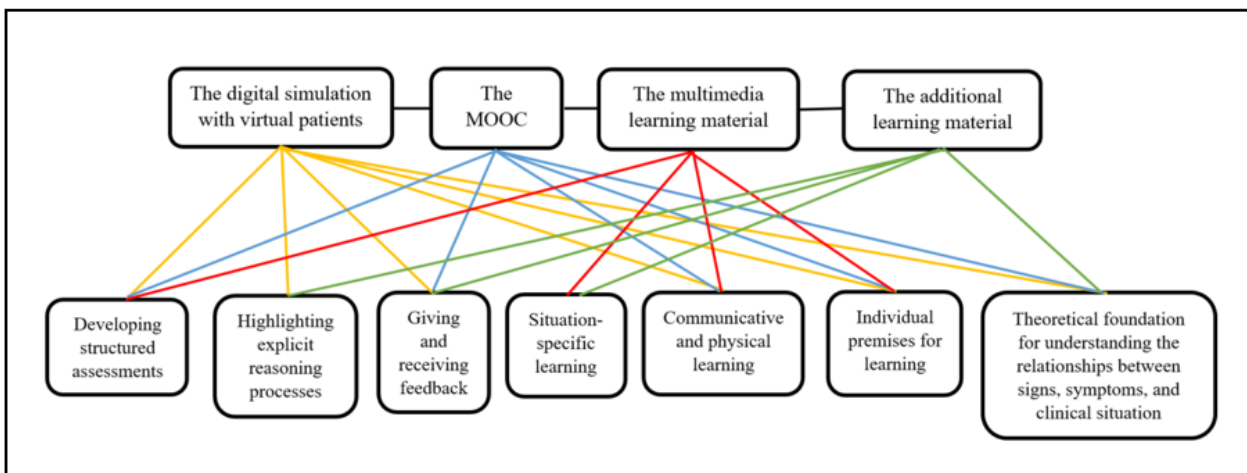 The digital simulation
with virtual patients
The
MOOC
The multimedia
learning material
The additional
learning material
Developing
structured
assessments
Highlighting
explicit
reasoning
processes
Giving
and
receiving
feedback
Situation-
specific
learning
Communicative
and physical
learning
Individual
premises for
learning
Theoretical foundation
for understanding the
relationships between
signs, symptoms, and
clinical situation